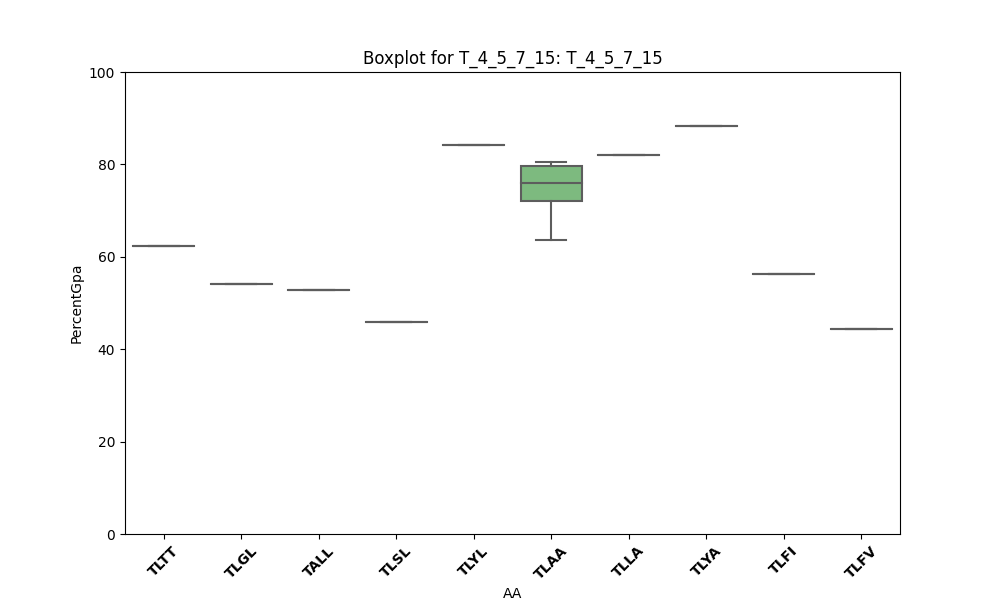 Boxplot for T_4_5_7_15: T_4_5_7_15
100
80
60
40
20
0
PercentGpa
TLTT
TLGL
TALL
TLSL
TLYL
TLAA
TLLA
TLYA
TLFI
TLFV
AA